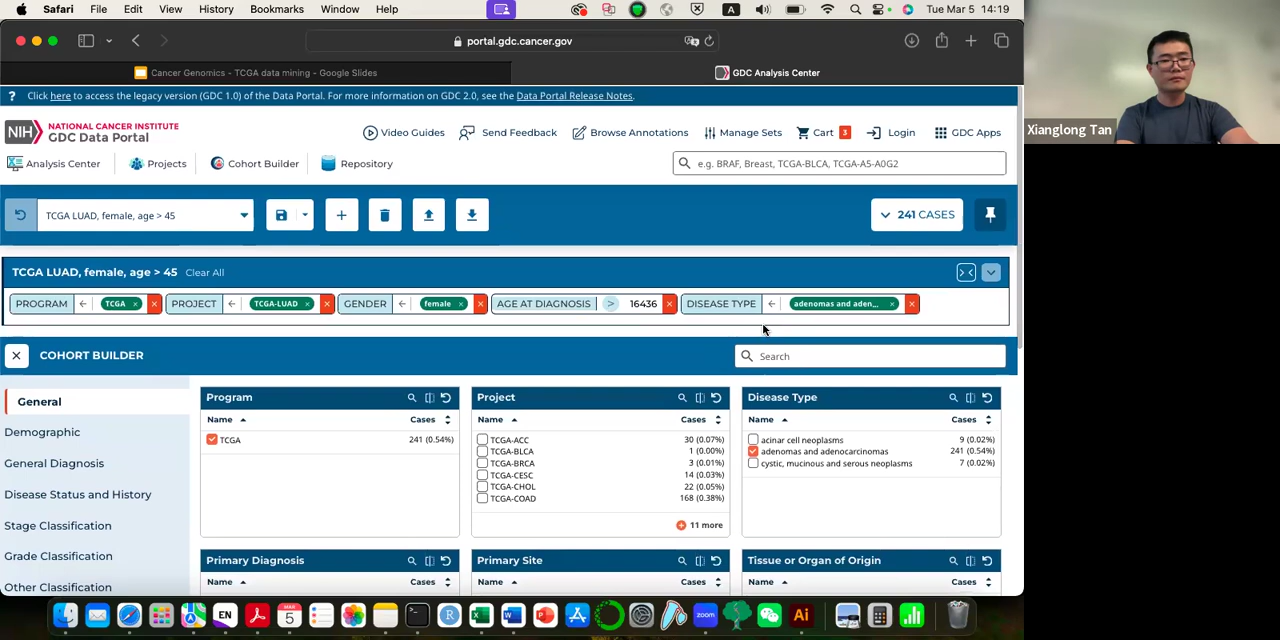 Safari File Edit View History Bookmarks Window Help A Tue Mar 5 14:19
portal.gdc.cancer.gov
Cancer Genomics - TCGA data mining - Google Slides GDC Analysis Center
? Click here to access the legacy version (GDC 1.0) of the Data Portal. For more information on GDC 2.0, see the Data Portal Release Notes.
NIH NATIONAL CANCER INSTITUTE
GDC Data Portal
Video Guides Send Feedback Browse Annotations Manage Sets Cart 3 Login GDC Apps
Analysis Center Projects Cohort Builder Repository e.g. BRAF, Breast, TCGA-BLCA, TCGA-A5-A0G2
Xianglong Tan
TCGA LUAD, female, age > 45 241 CASES
TCGA LUAD, female, age > 45 Clear All
PROGRAM TCGA × PROJECT TCGA-LUAD × GENDER female × AGE AT DIAGNOSIS > 16436 × DISEASE TYPE adenomas and aden... ×
COHORT BUILDER Search
General
Demographic
General Diagnosis
Disease Status and History
Stage Classification
Grade Classification
Other Classification
Program
Name Cases
TCGA 241 (0.54%)
Project
Name Cases
TCGA-ACC 30 (0.07%)
TCGA-BLCA 1 (0.00%)
TCGA-BRCA 3 (0.01%)
TCGA-CESC 14 (0.03%)
TCGA-CHOL 22 (0.05%)
TCGA-COAD 168 (0.38%)
11 more
Disease Type
Name Cases
acinar cell neoplasms 9 (0.02%)
adenomas and adenocarcinomas 241 (0.54%)
cystic, mucinous and serous neoplasms 7 (0.02%)
Primary Diagnosis
Name Cases
Primary Site
Name Cases
Tissue or Organ of Origin
Name Cases
EN MAR 5 R zoom Ai